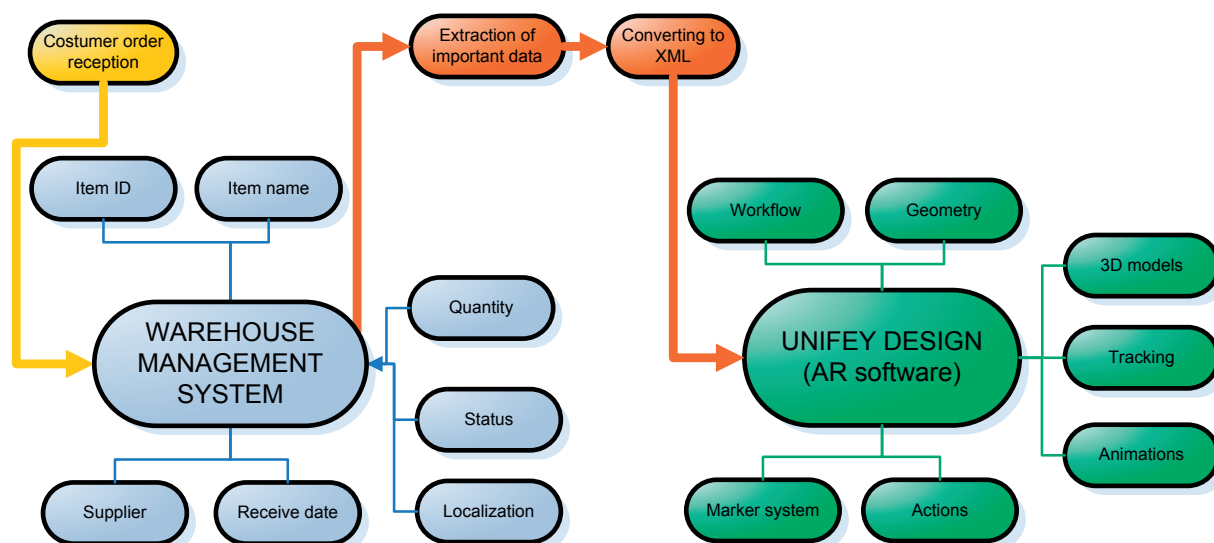 Costumer order
reception
Extraction of
important data
Converting to
XML
Item ID
Item name
Workflow
Geometry
3D models
Quantity
WAREHOUSE
MANAGEMENT
SYSTEM
UNIFEY DESIGN
(AR software)
Tracking
Status
Animations
Supplier
Receive date
Localization
Marker system
Actions